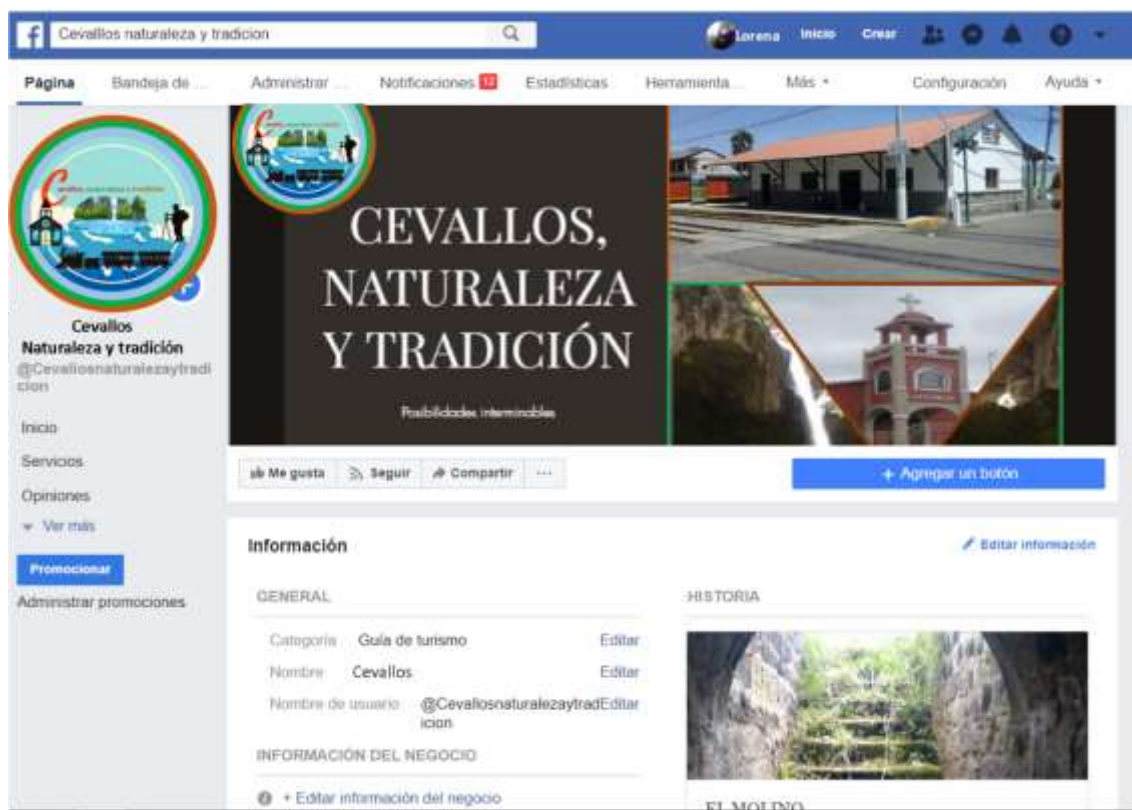 Cevalllos naturaleza y tradicion
Lorena Inicio Crear
Página Bandeja de ... Administrar ... Notificaciones 12 Estadísticas Herramienta... Más Configuración Ayuda
CEVALLOS,
NATURALEZA
Y TRADICIÓN
Posibilidades interminables
Cevallos
Naturaleza y tradición
@Cevallosnaturalezaytradi
cion
Inicio
Servicios
Opiniones
Ver más
Promocionar
Administrar promociones
Me gusta Seguir Compartir ...
+ Agregar un botón
Información
Editar información
GENERAL
Categoría Guía de turismo Editar
Nombre Cevallos Editar
Nombre de usuario @CevallosnaturalezaytradEditar
icion
INFORMACIÓN DEL NEGOCIO
+ Editar información del negocio
HISTORIA
EL MOLINO